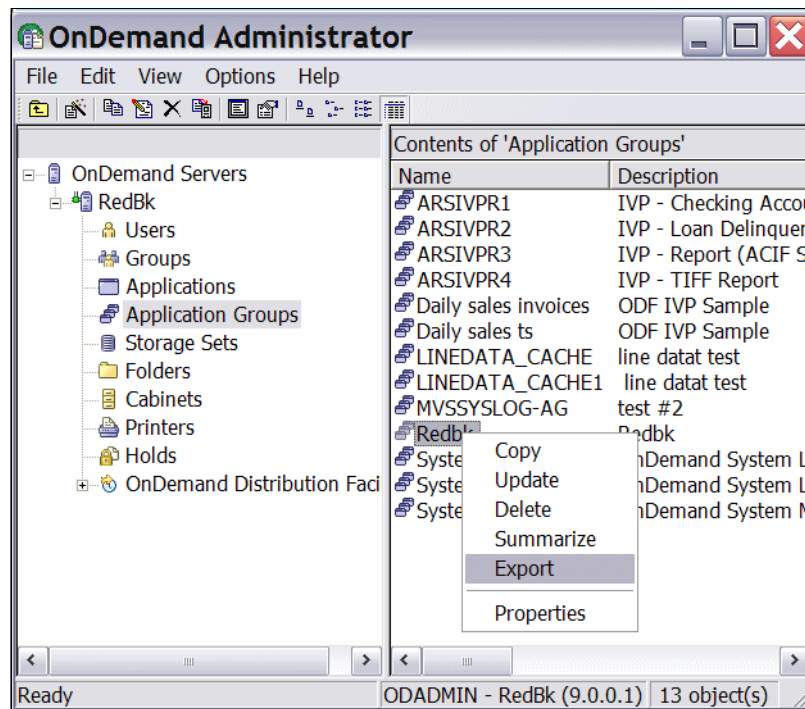 OnDemand Administrator
File Edit View Options Help
Contents of 'Application Groups'
Name Description
OnDemand Servers
RedBk
Users
Groups
Applications
Application Groups
Storage Sets
Folders
Cabinets
Printers
Holds
OnDemand Distribution Faci
ARSIVPR1 IVP - Checking Accou
ARSIVPR2 IVP - Loan Delinquer
ARSIVPR3 IVP - Report (ACIF S
ARSIVPR4 IVP - TIFF Report
Daily sales invoices ODF IVP Sample
Daily sales ts ODF IVP Sample
LINEDATA_CACHE line datat test
LINEDATA_CACHE1 line datat test
MVSSYSLOG-AG test #2
Redbk Redbk
Syste nDemand System L
Syste nDemand System L
Syste nDemand System M
Copy
Update
Delete
Summarize
Export
Properties
Ready ODADMIN - RedBk (9.0.0.1) 13 object(s)